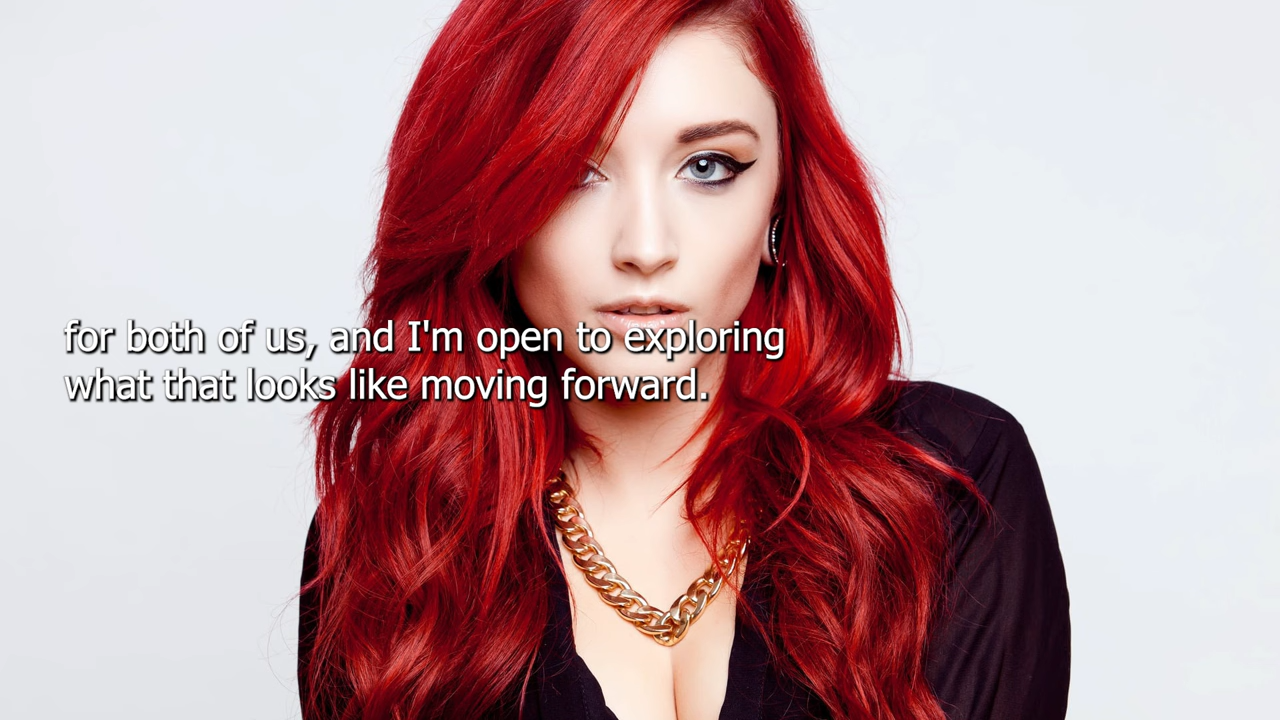 for both of us, and I'm open to exploring
what that looks like moving forward.